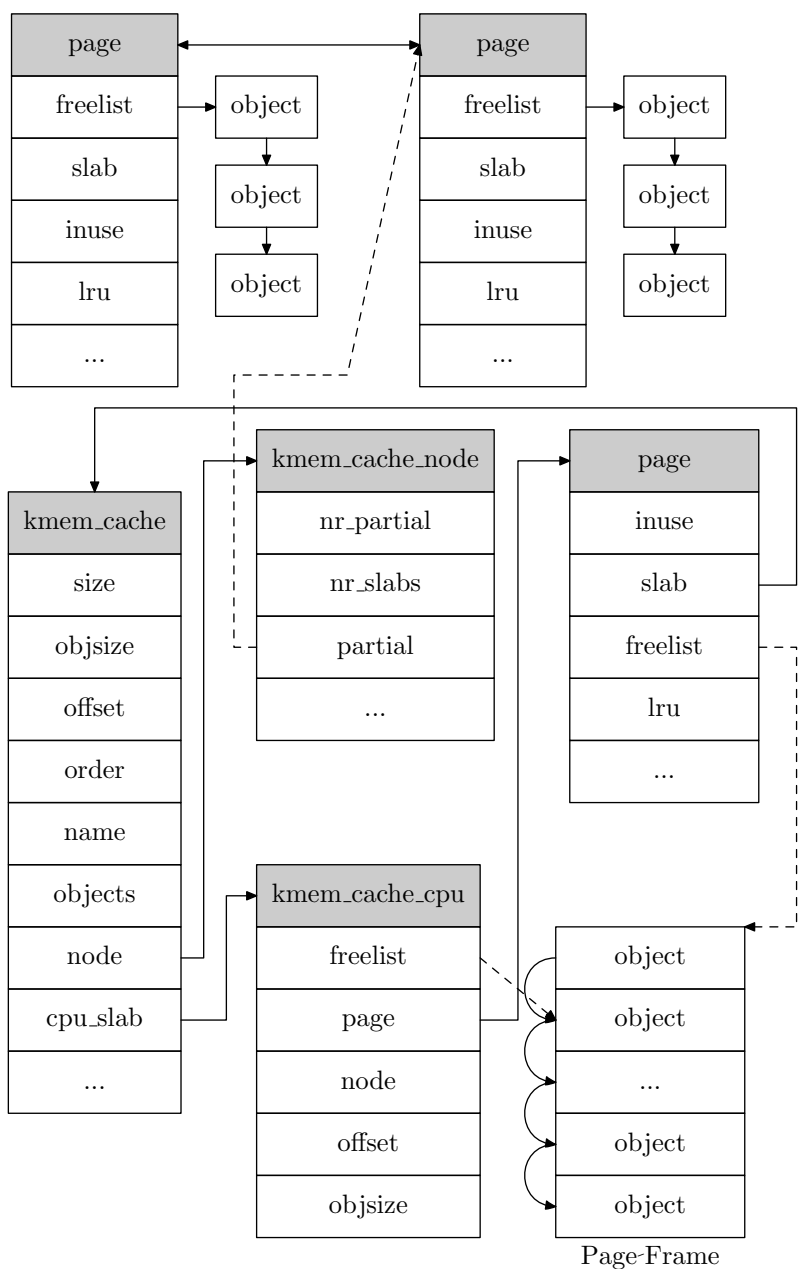 page
freelist
slab
inuse
lru
...
object
object
object
page
freelist
slab
inuse
lru
...
object
object
object
kmem_cache
size
objsize
offset
order
name
objects
node
cpu_slab
...
kmem_cache_node
nr_partial
nr_slabs
partial
...
page
inuse
slab
freelist
lru
...
kmem_cache_cpu
freelist
page
node
offset
objsize
object
object
...
object
object
Page-Frame